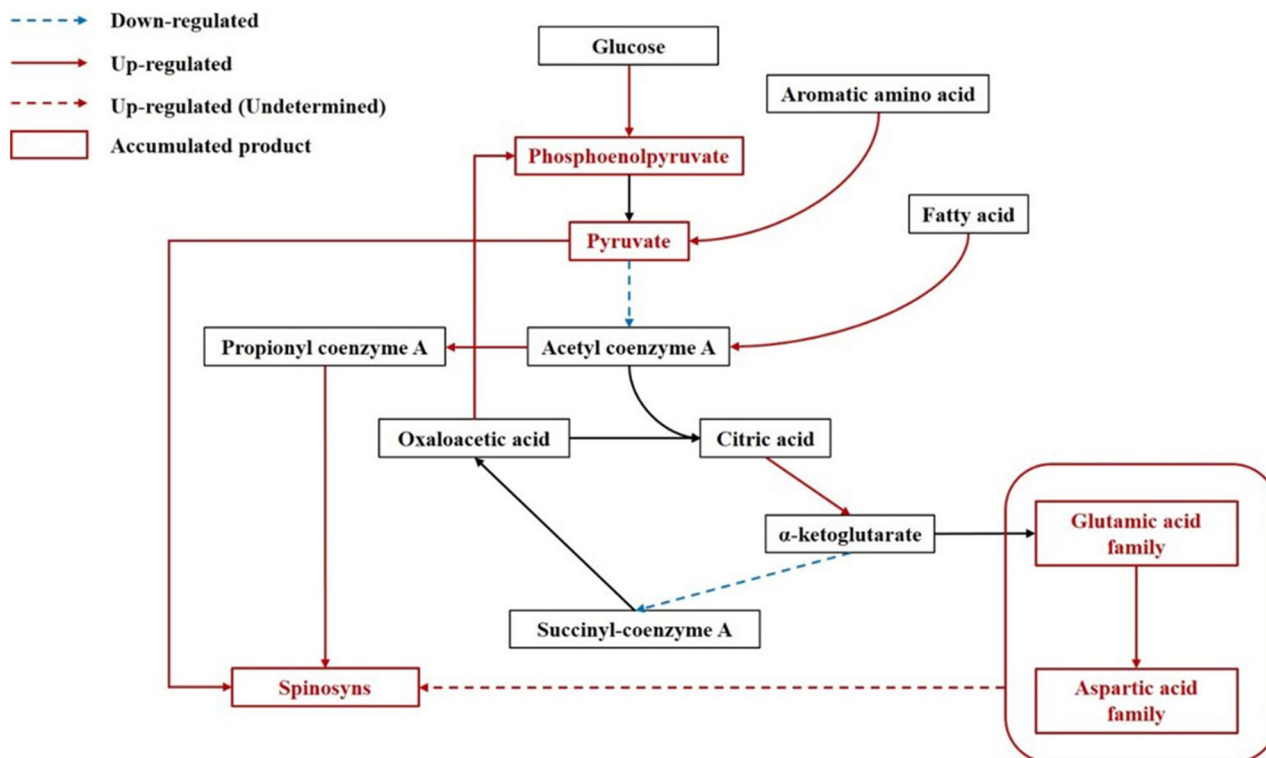 Down-regulated
Up-regulated
Up-regulated (Undetermined)
Accumulated product
Glucose
Aromatic amino acid
Phosphoenolpyruvate
Fatty acid
Pyruvate
Propionyl coenzyme A
Acetyl coenzyme A
Oxaloacetic acid
Citric acid
α-ketoglutarate
Glutamic acid
family
Succinyl-coenzyme A
Spinosyns
Aspartic acid
family